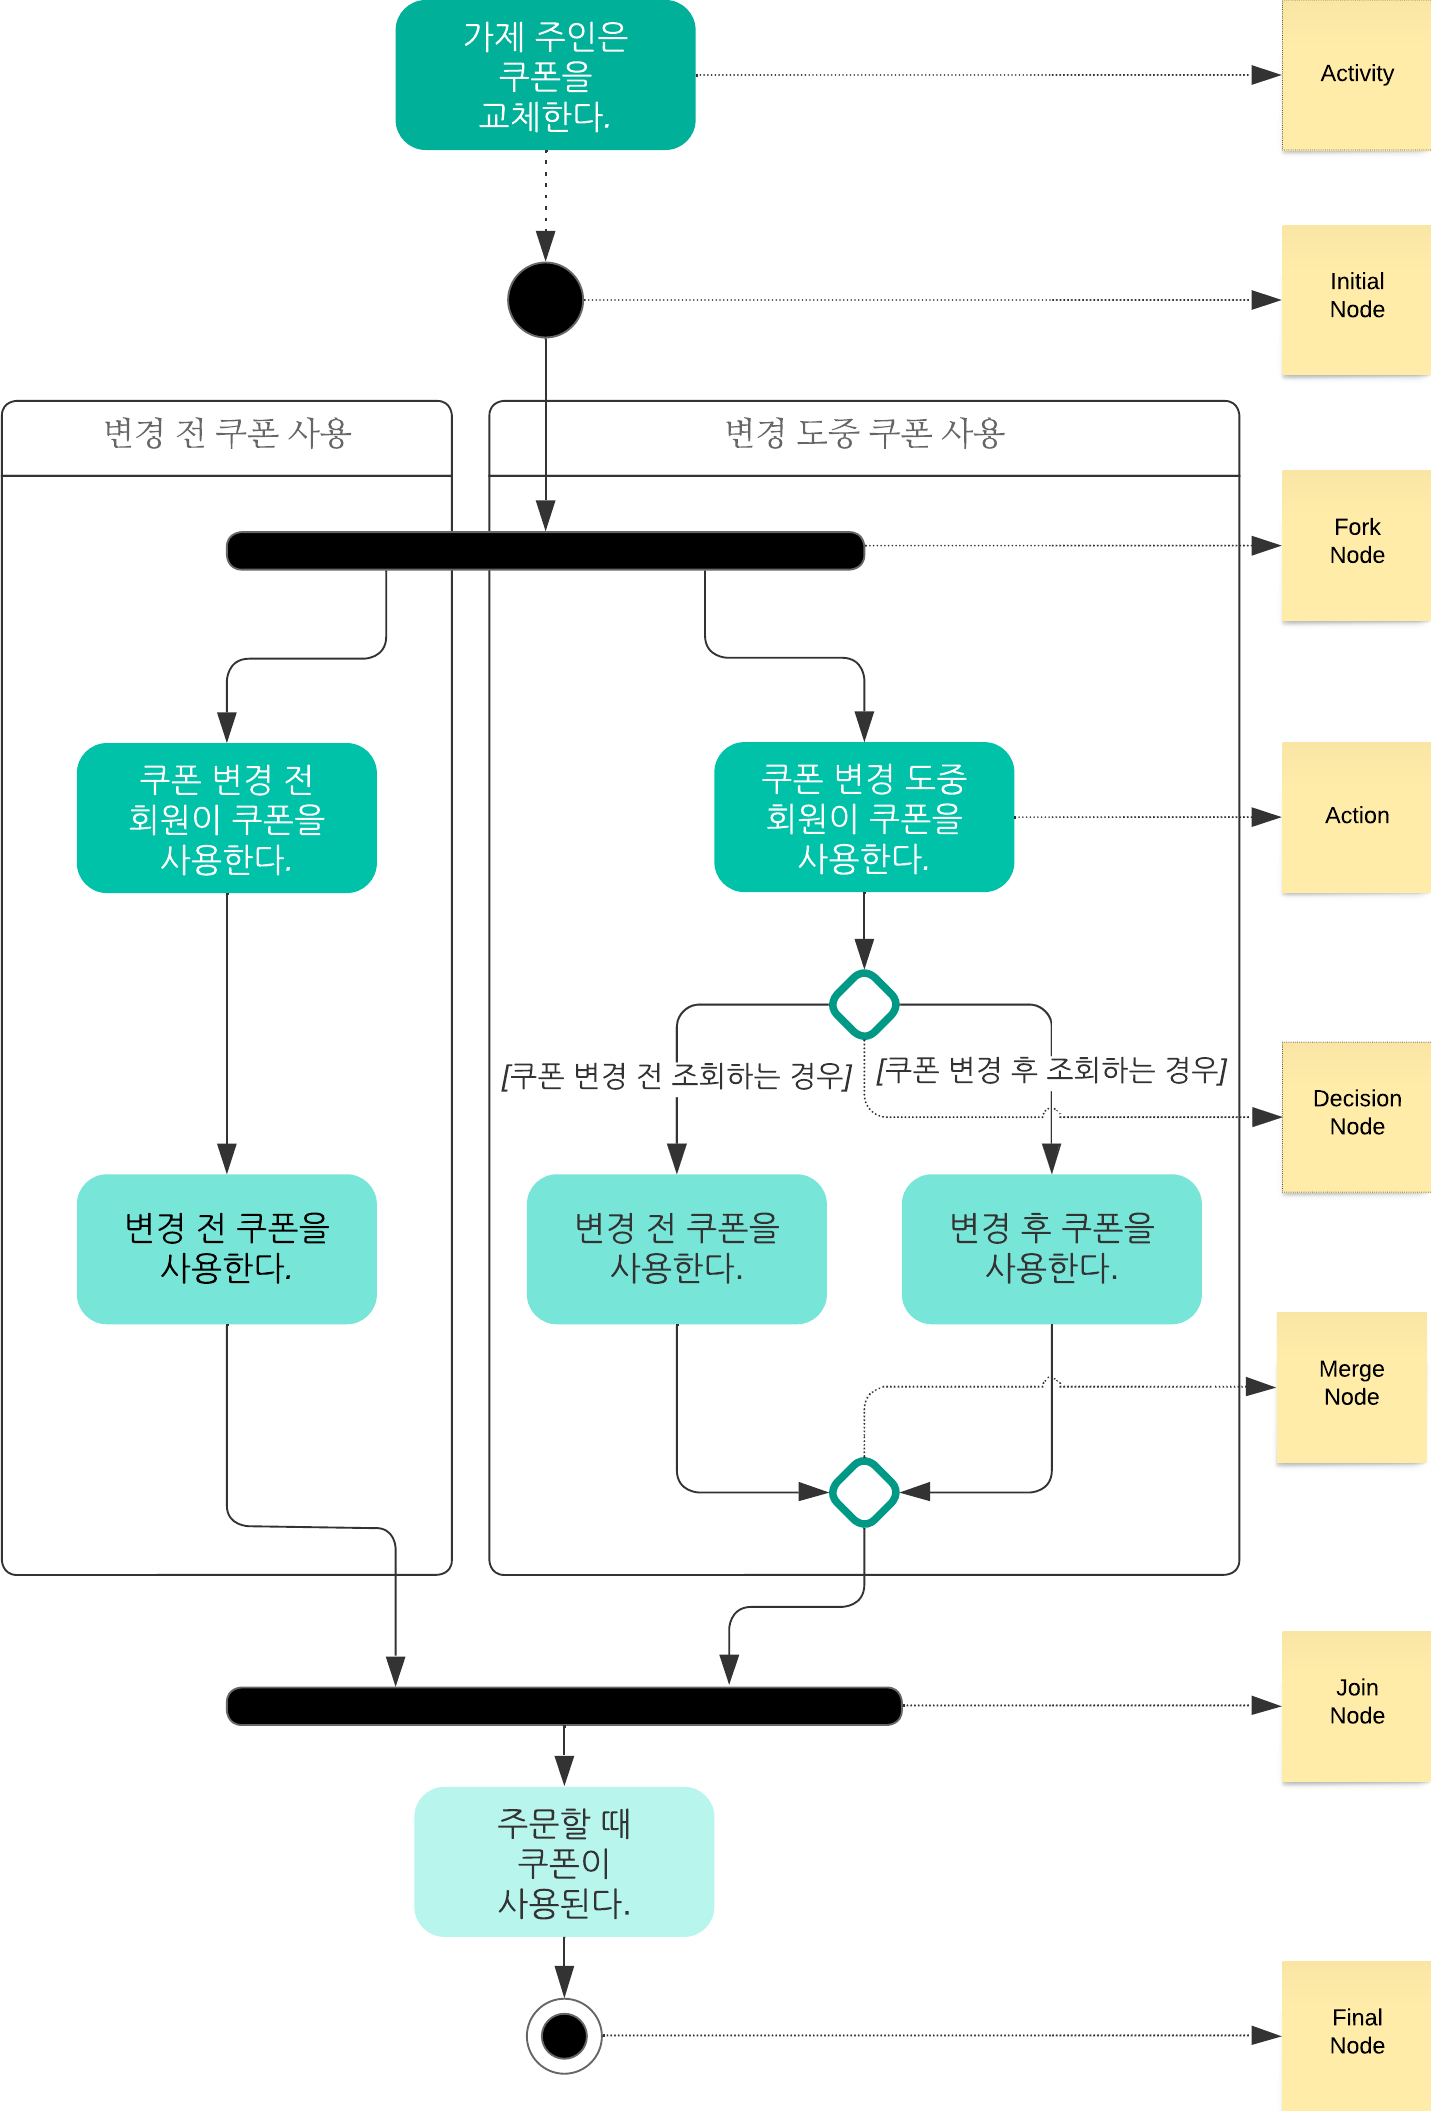 가제 주인은
쿠폰을
교체한다.
Activity
Initial
Node
변경 전 쿠폰 사용
변경 도중 쿠폰 사용
Fork
Node
쿠폰 변경 전
회원이 쿠폰을
사용한다.
쿠폰 변경 도중
회원이 쿠폰을
사용한다.
Action
[쿠폰 변경 전 조회하는 경우]
[쿠폰 변경 후 조회하는 경우]
Decision
Node
변경 전 쿠폰을
사용한다.
변경 전 쿠폰을
사용한다.
변경 후 쿠폰을
사용한다.
Merge
Node
Join
Node
주문할 때
쿠폰이
사용된다.
Final
Node